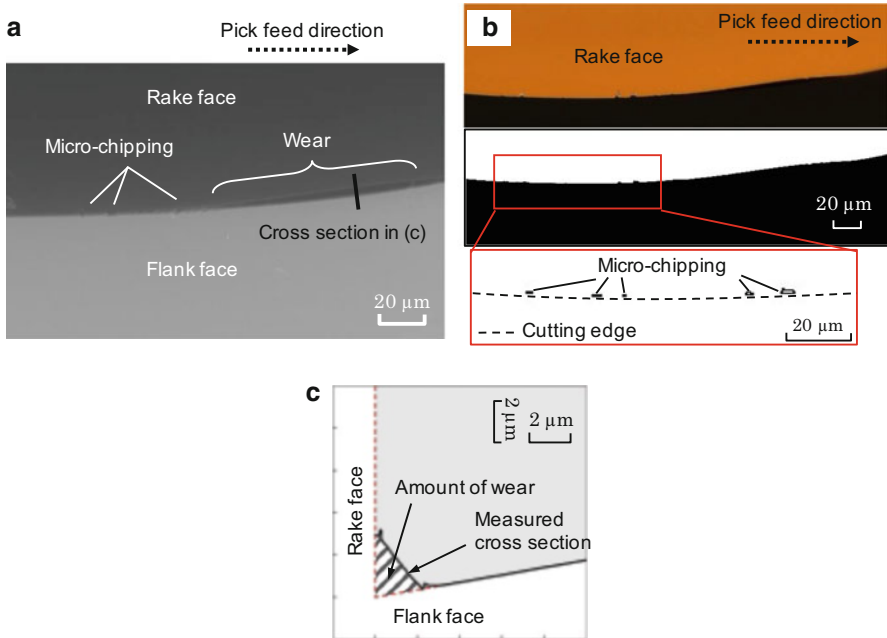 a
Pick feed direction
Rake face
Micro-chipping
Wear
Cross section in (c)
Flank face
20 μm
b
Pick feed direction
Rake face
20 μm
Micro-chipping
Cutting edge
20 μm
c
2 μm
2 μm
Rake face
Amount of wear
Measured
cross section
Flank face